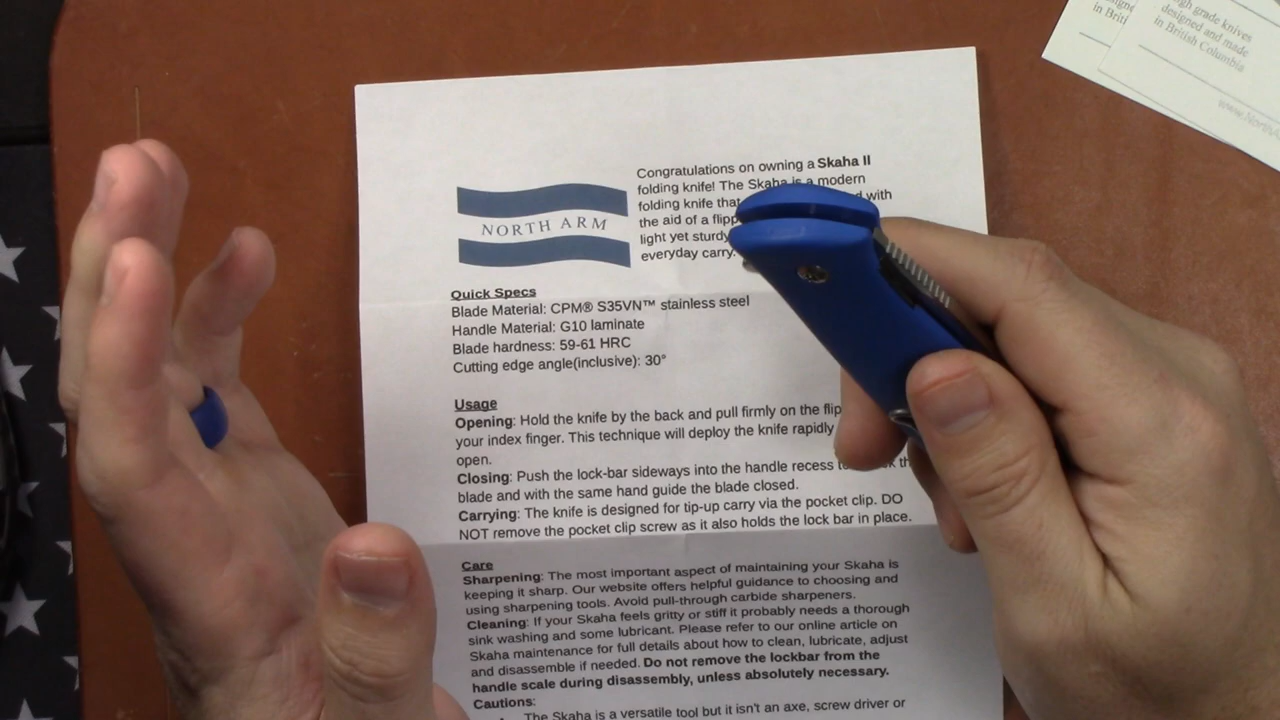 igh grade knives
designed and made
in British Columbia
in Briti
NORTH ARM
Congratulations on owning a Skaha II
folding knife! The Skaha is a modern
folding knife that with
the aid of a flipp
light yet sturdy
everyday carry.
Quick Specs
Blade Material: CPM® S35VN™ stainless steel
Handle Material: G10 laminate
Blade hardness: 59-61 HRC
Cutting edge angle(inclusive): 30°
Usage
Opening: Hold the knife by the back and pull firmly on the flip
your index finger. This technique will deploy the knife rapidly
open.
Closing: Push the lock-bar sideways into the handle recess
blade and with the same hand guide the blade closed.
Carrying: The knife is designed for tip-up carry via the pocket clip. DO
NOT remove the pocket clip screw as it also holds the lock bar in place.
Care
Sharpening: The most important aspect of maintaining your Skaha is
keeping it sharp. Our website offers helpful guidance to choosing and
using sharpening tools. Avoid pull-through carbide sharpeners.
Cleaning: If your Skaha feels gritty or stiff it probably needs a thorough
sink washing and some lubricant. Please refer to our online article on
Skaha maintenance for full details about how to clean, lubricate, adjust
and disassemble if needed. Do not remove the lockbar from the
handle scale during disassembly, unless absolutely necessary.
Cautions:
The Skaha is a versatile tool but it isn't an axe, screw driver or